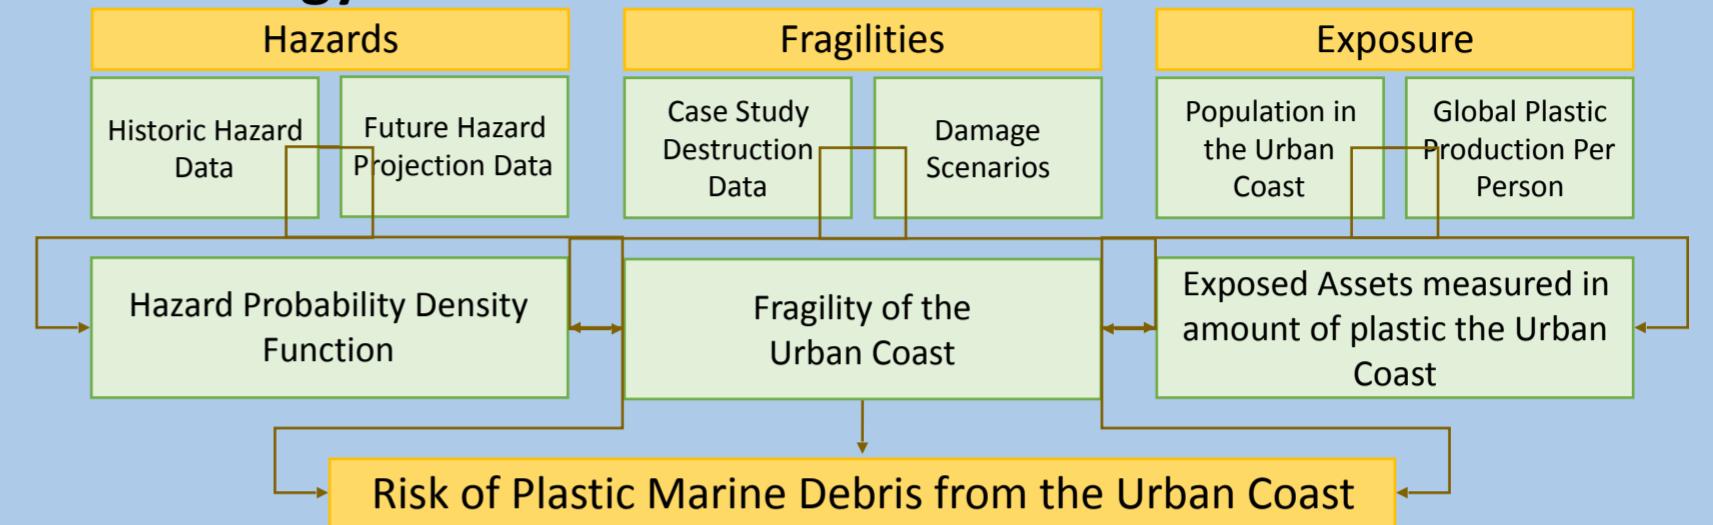 Hazards
Fragilities
Exposure
Historic Hazard
Data
Future Hazard
Projection Data
Case Study
Destruction
Data
Damage
Scenarios
Population in
the Urban
Coast
Global Plastic
Production Per
Person
Hazard Probability Density
Function
Fragility of the
Urban Coast
Exposed Assets measured in
amount of plastic the Urban
Coast
Risk of Plastic Marine Debris from the Urban Coast